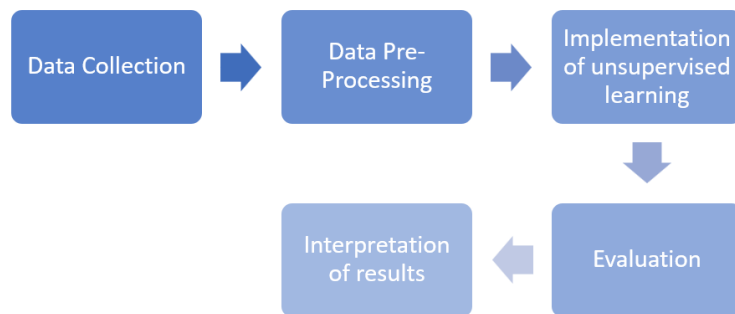 Data Collection
Data Pre-
Processing
Implementation
of unsupervised
learning
Evaluation
Interpretation
of results